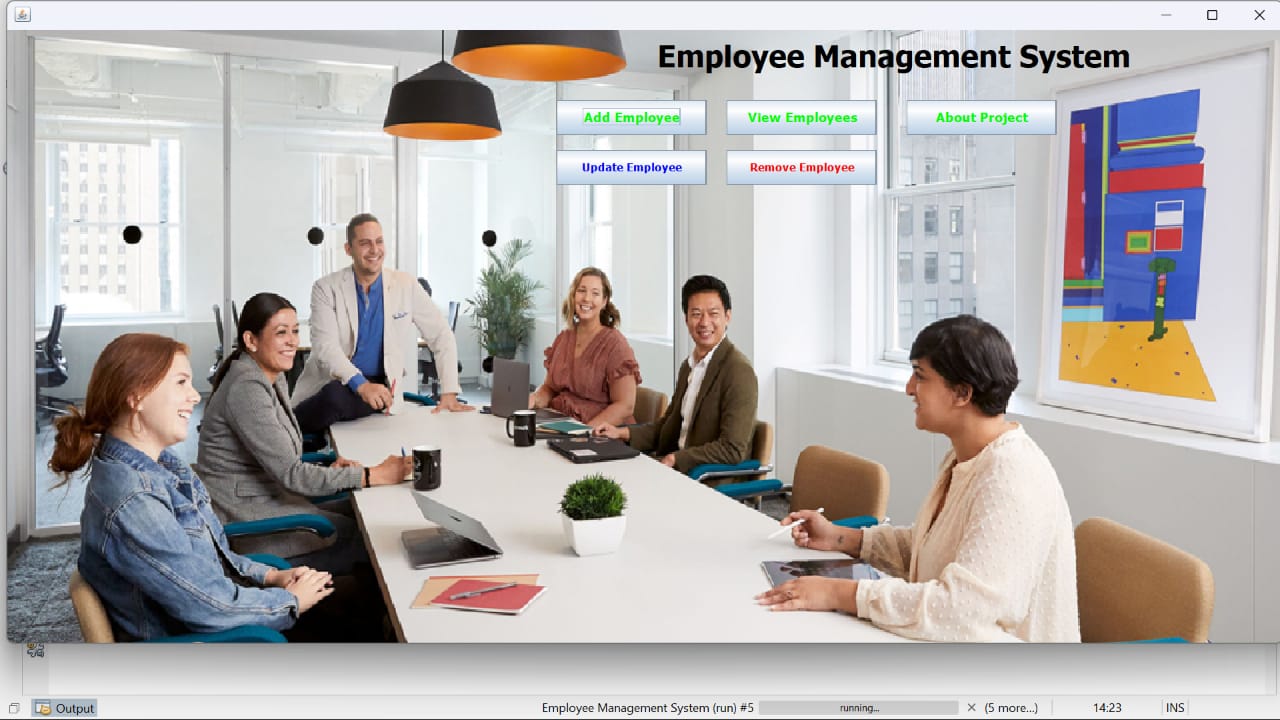 Employee Management System
Add Employee
View Employees
About Project
Update Employee
Remove Employee
Output
Employee Management System (run) #5
running...
(5 more...)
14:23
INS